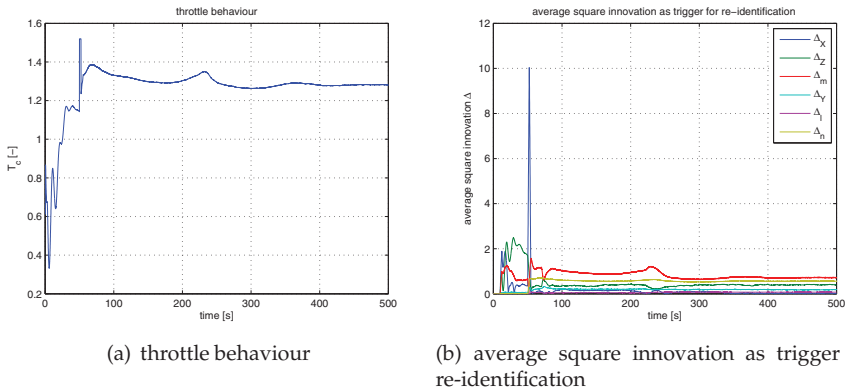 throttle behaviour
1.6
1.4
1.2
1
0.8
0.6
0.4
0.2
T_c [-]
0
100
200
300
400
500
time [s]
(a) throttle behaviour
average square innovation as trigger for re−identification
12
10
8
6
4
2
0
average square innovation Δ
0
100
200
300
400
500
time [s]
Δ_X
Δ_Z
Δ_m
Δ_Y
Δ_l
Δ_n
(b) average square innovation as trigger
re-identification